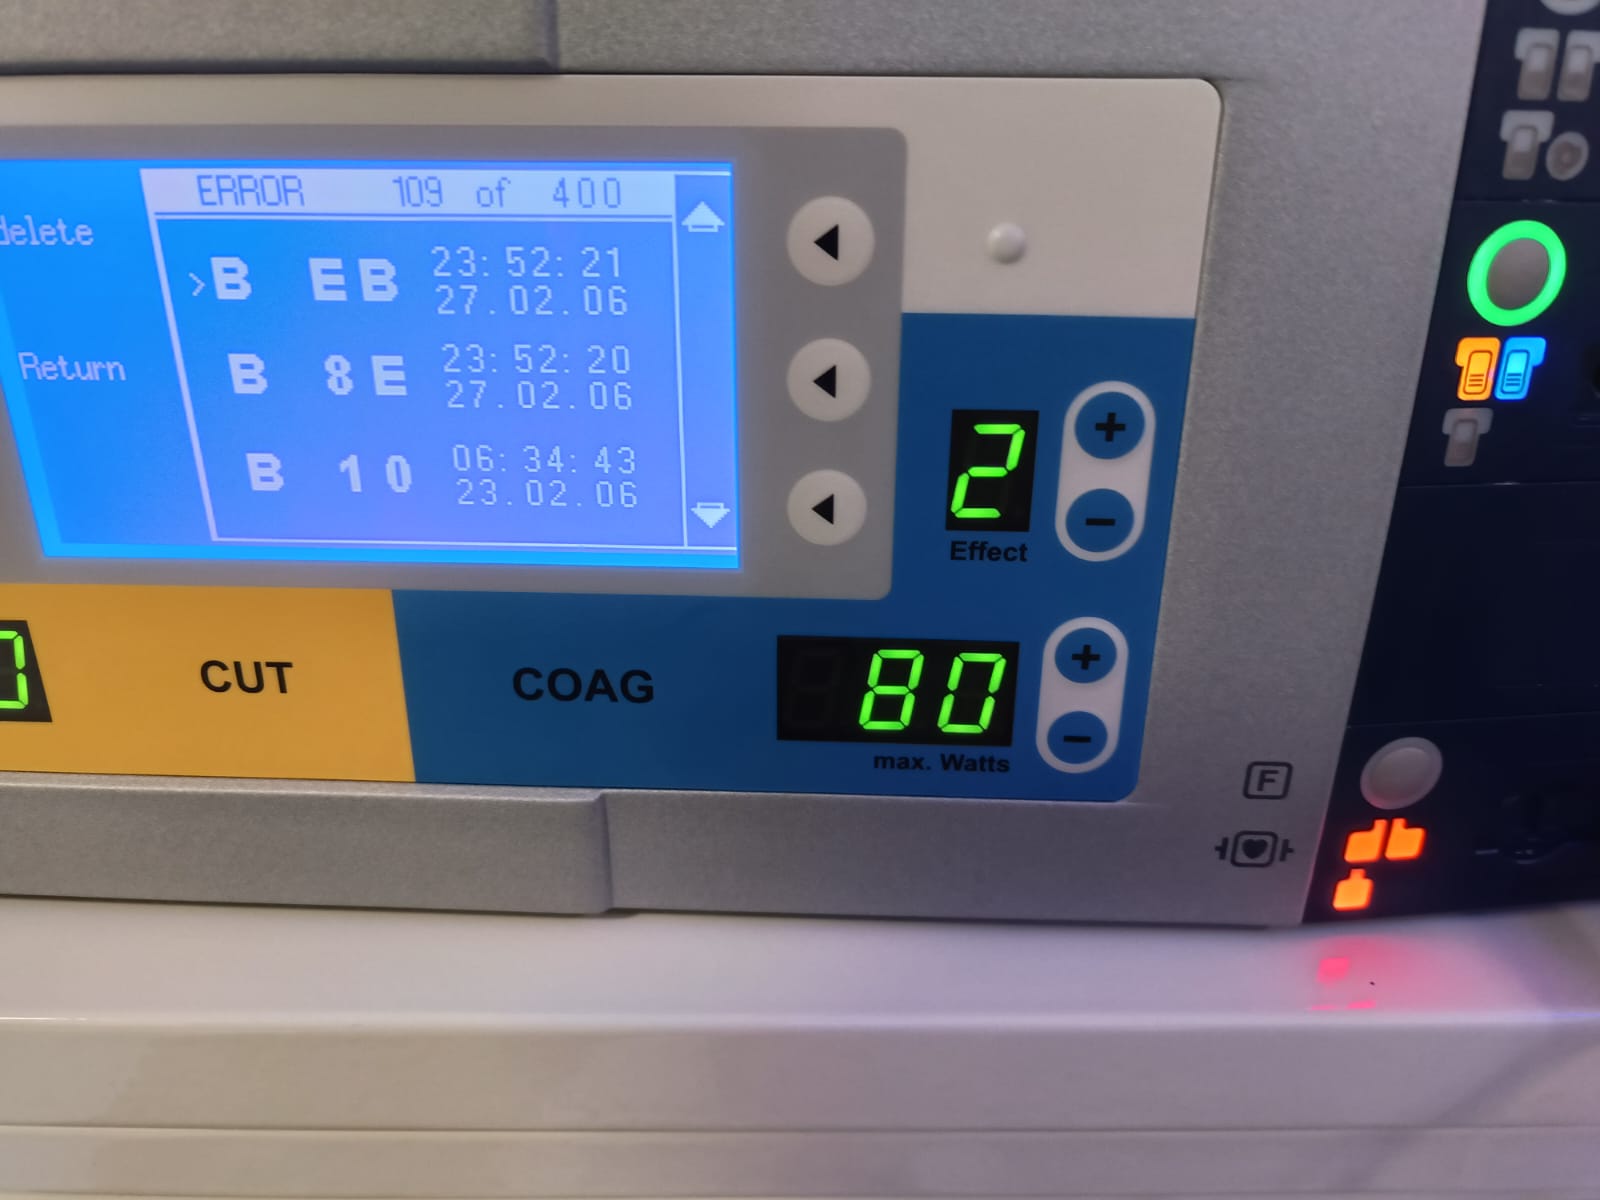 ERROR 109 of 400
delete
>B EB 23:52:21
27.02.06
Return
B 8E 23:52:20
27.02.06
B 10 06:34:43
23.02.06
2
+
-
Effect
CUT
COAG
80
+
-
max. Watts
F